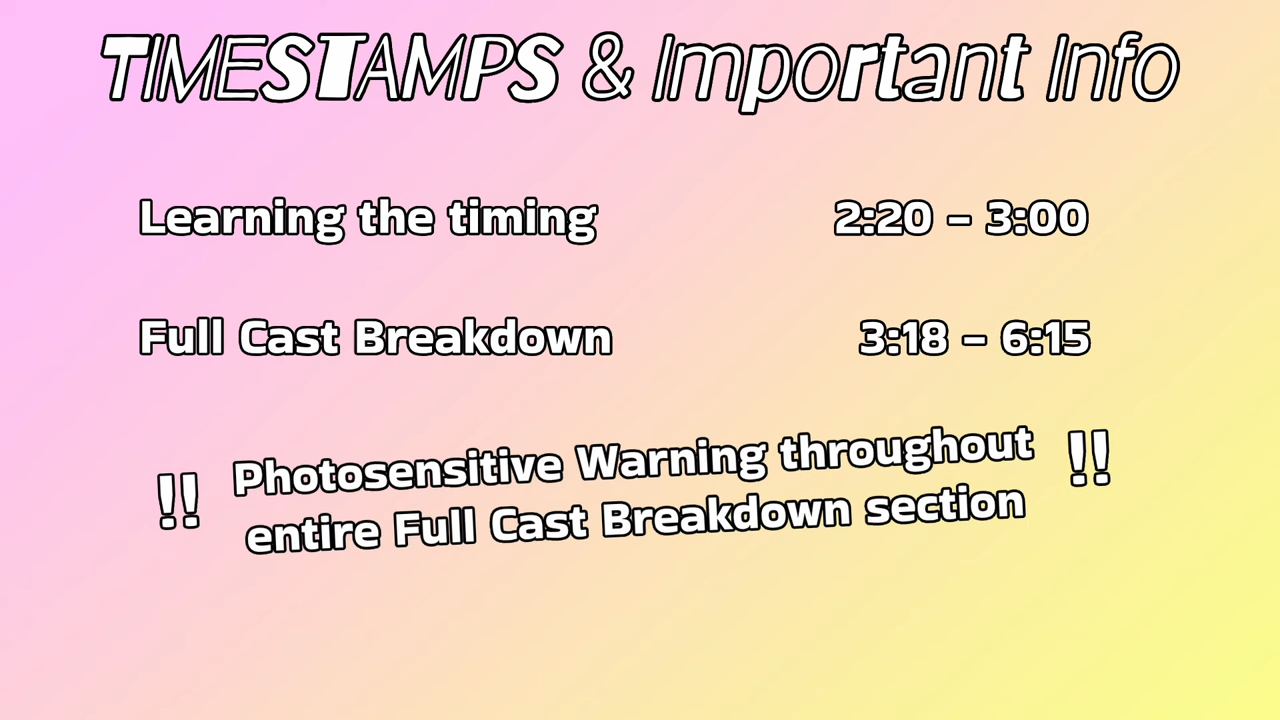 TIMESTAMPS & Important Info
Learning the timing 2:20 – 3:00
Full Cast Breakdown 3:18 – 6:15
!! Photosensitive Warning throughout !!
entire Full Cast Breakdown section